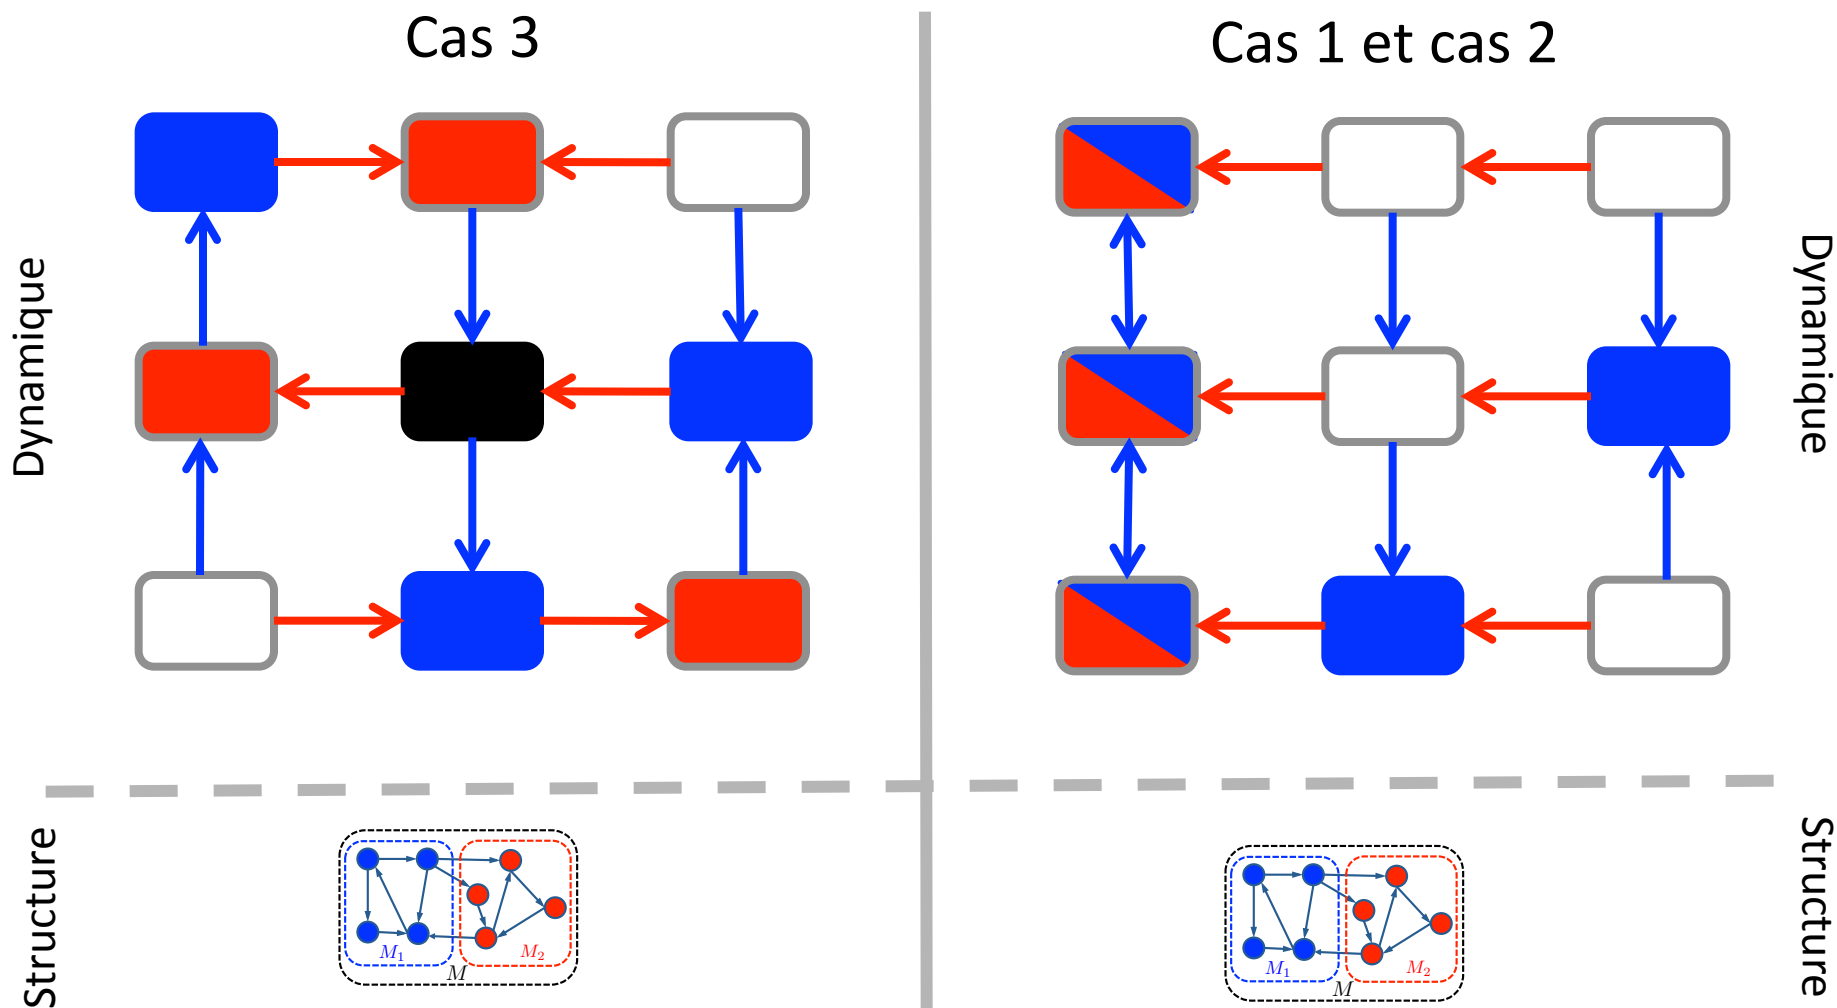 Cas 3
Cas 1 et cas 2
Dynamique
Dynamique
Structure
M₁
M₂
M
M₁
M₂
M
Structure